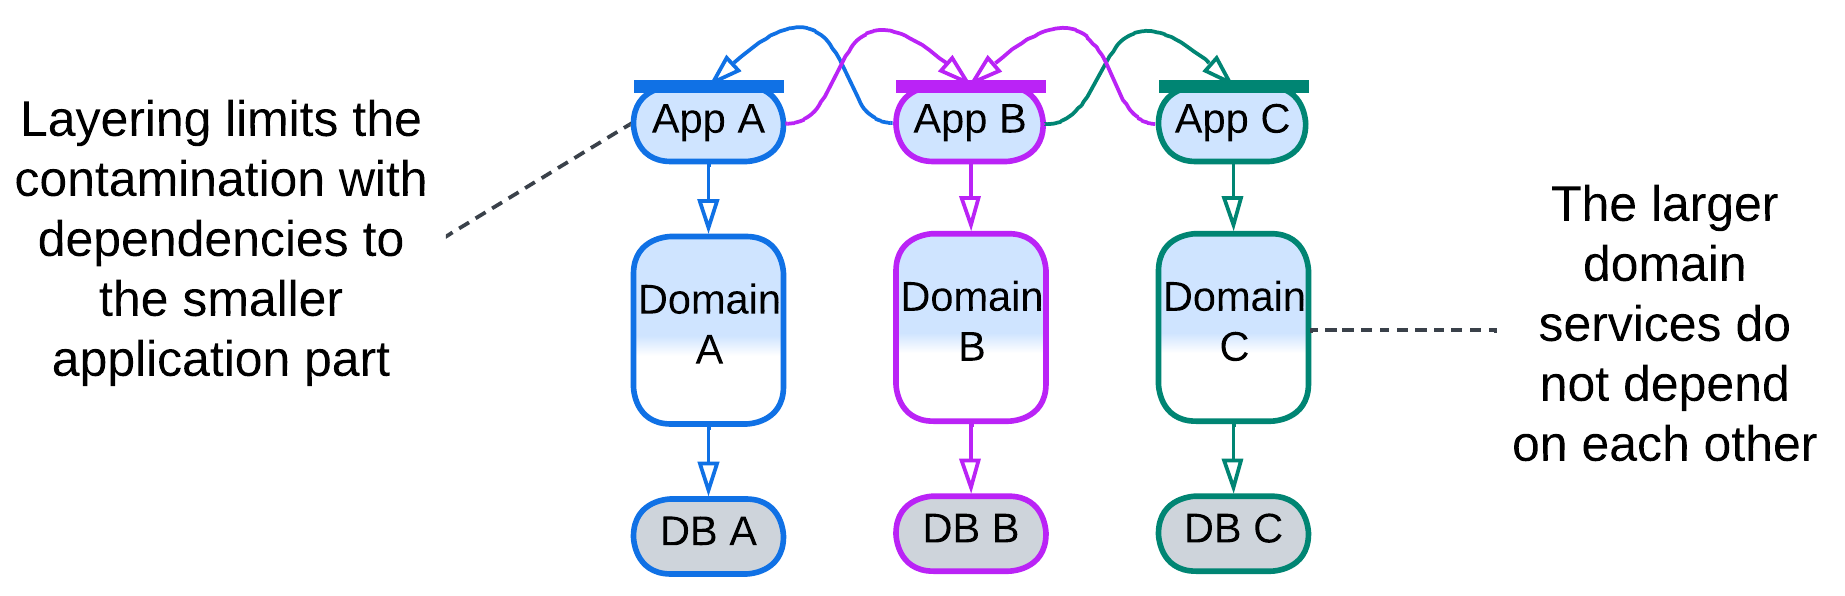 Layering limits the
contamination with
dependencies to
the smaller
application part
App A
App B
App C
Domain
A
Domain
B
Domain
C
DB A
DB B
DB C
The larger
domain
services do
not depend
on each other